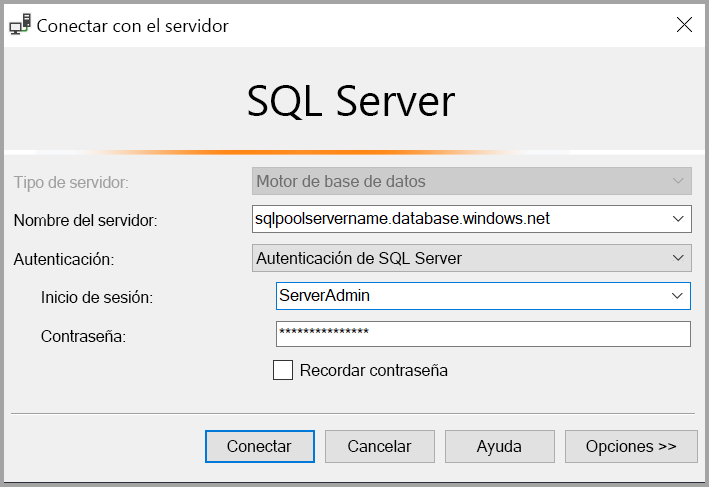 Conectar con el servidor
SQL Server
Tipo de servidor: Motor de base de datos
Nombre del servidor: sqlpoolservername.database.windows.net
Autenticación: Autenticación de SQL Server
Inicio de sesión: ServerAdmin
Contraseña: ***************
Recordar contraseña
Conectar Cancelar Ayuda Opciones >>